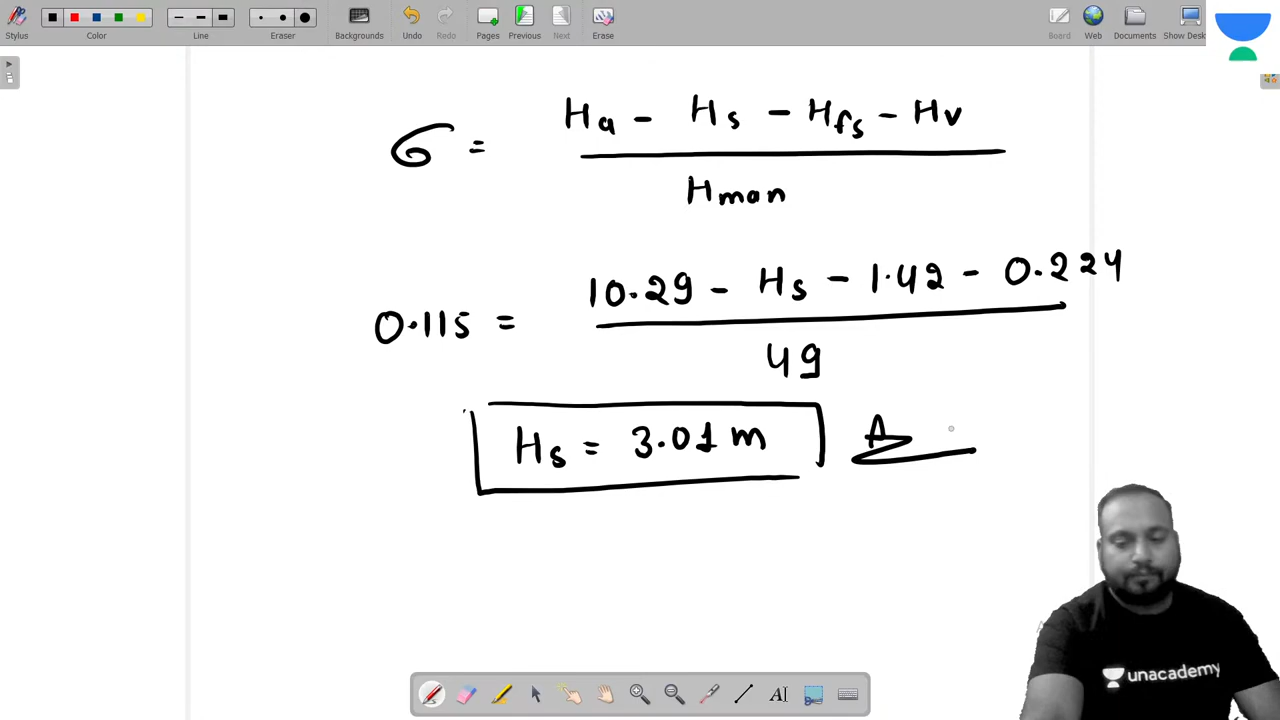 Stylus Color Line Eraser Backgrounds Undo Redo Pages Previous Next Erase Board Web Documents Show Desk
σ = Ha - Hs - Hfs - Hv
Hman
0.115 = 10.29 - Hs - 1.42 - 0.224
49
Hs = 3.01 m A
unacademy
AI